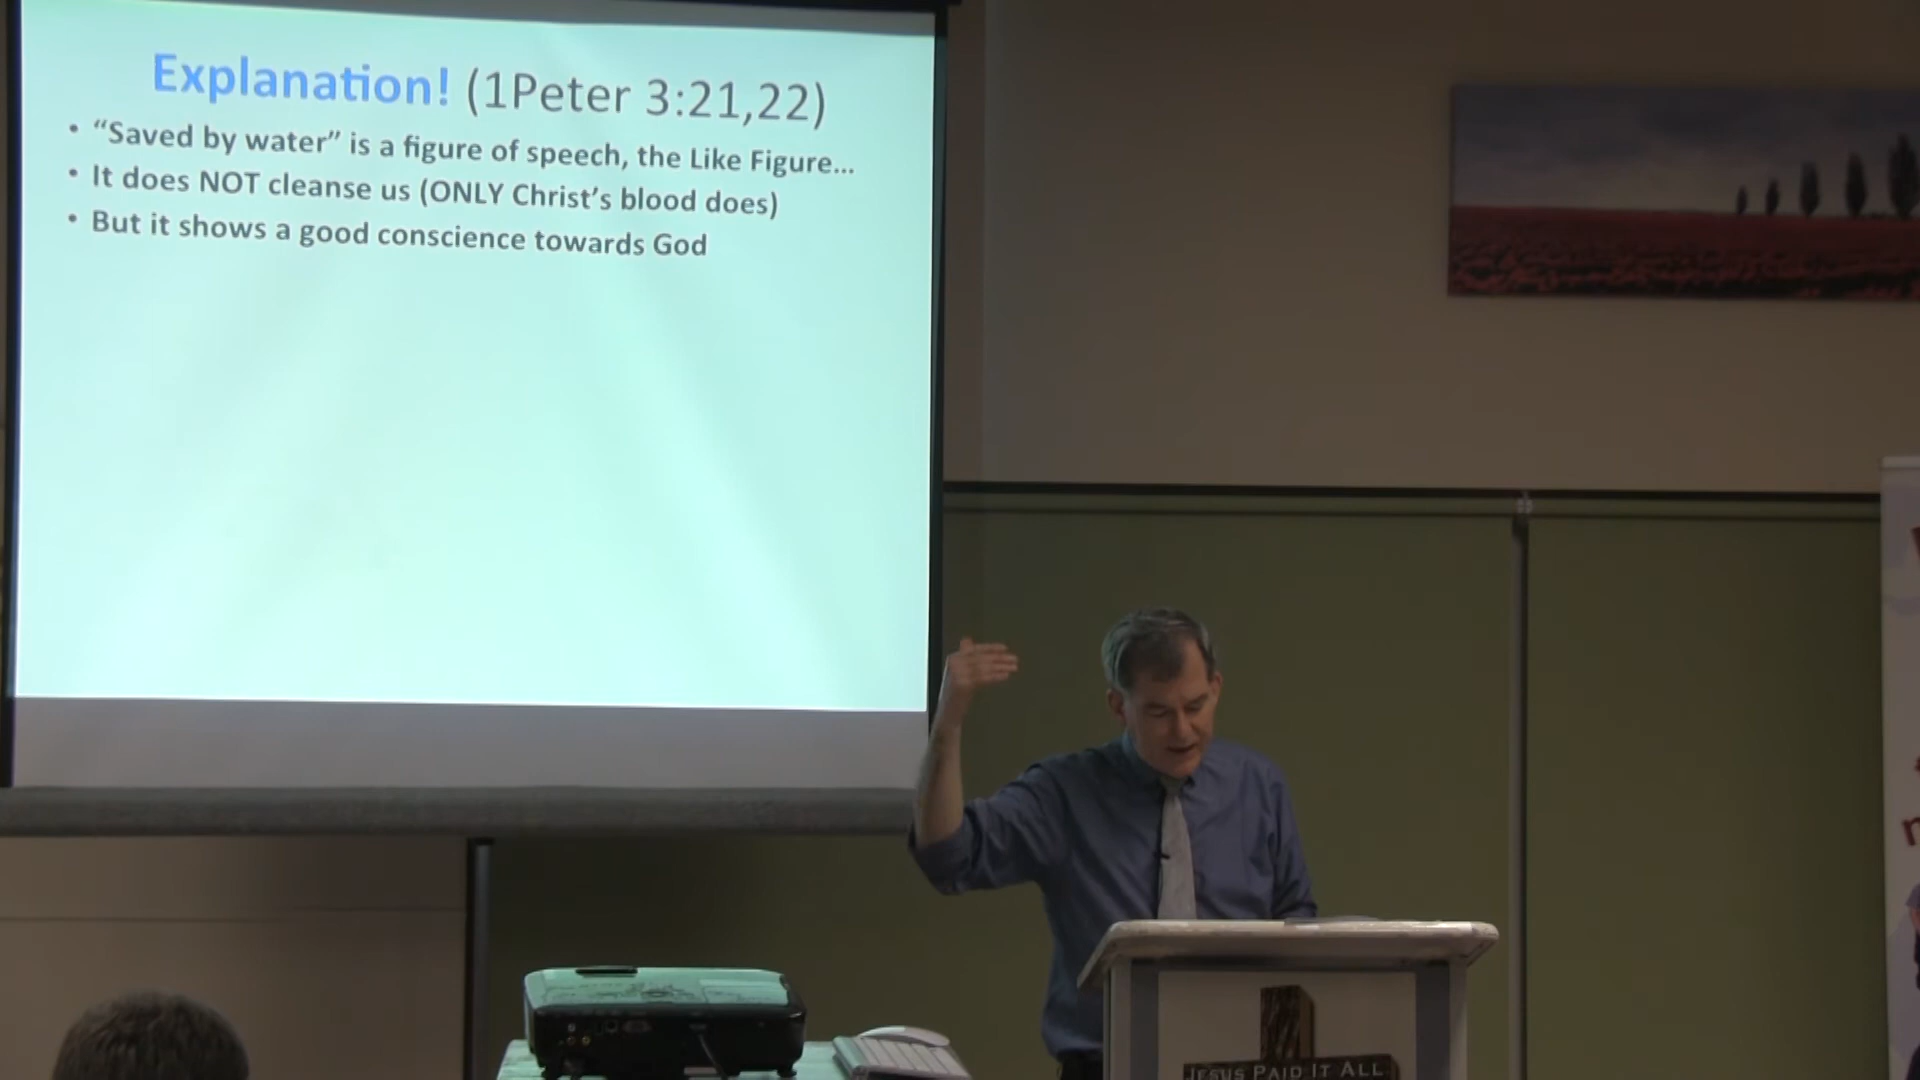 Explanation! (1Peter 3:21,22)
• “Saved by water” is a figure of speech, the Like Figure...
• It does NOT cleanse us (ONLY Christ’s blood does)
• But it shows a good conscience towards God
JESUS PAID IT ALL